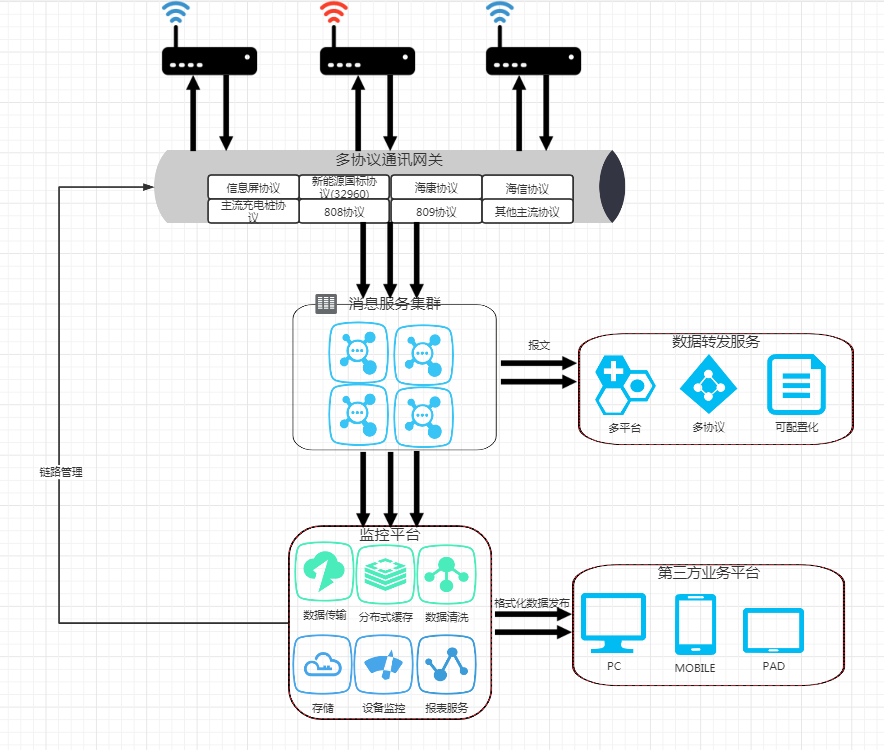 多协议通讯网关
信息屏协议
新能源国标协
议(32960)
海康协议
海信协议
主流充电桩协
议
808协议
809协议
其他主流协议
消息服务集群
报文
数据转发服务
多平台
多协议
可配置化
链路管理
监控平台
数据传输
分布式缓存
数据清洗
存储
设备监控
报表服务
格式化数据发布
第三方业务平台
PC
MOBILE
PAD